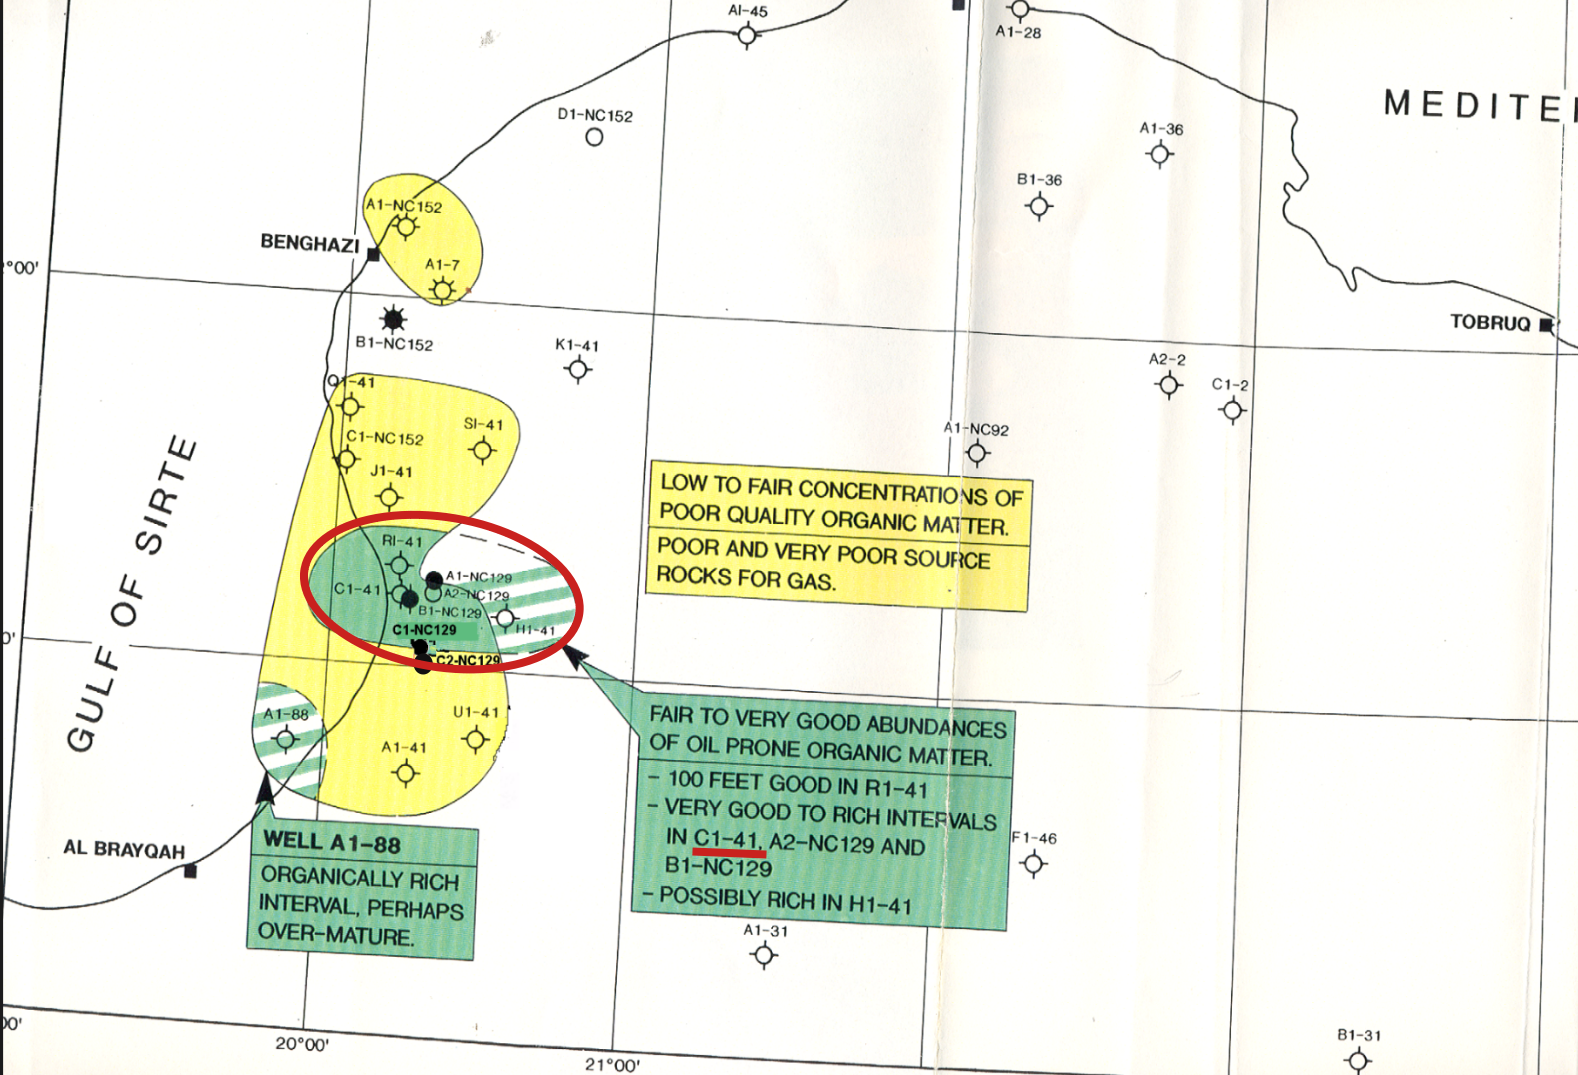 AI-45
A1-28
MEDITE
D1-NC152
A1-36
B1-36
A1-NC152
BENGHAZI
A1-7
°00'
TOBRUQ
B1-NC152
K1-41
A2-2
C1-2
Q1-41
SI-41
A1-NC92
C1-NC152
J1-41
GULF OF SIRTE
LOW TO FAIR CONCENTRATIONS OF
POOR QUALITY ORGANIC MATTER.
POOR AND VERY POOR SOURCE
ROCKS FOR GAS.
RI-41
A1-NC129
C1-41
A2-NC129
B1-NC129
C1-NC129
H1-41
0'
C2-NC129
A1-88
U1-41
A1-41
FAIR TO VERY GOOD ABUNDANCES
OF OIL PRONE ORGANIC MATTER.
– 100 FEET GOOD IN R1-41
– VERY GOOD TO RICH INTERVALS
IN C1-41, A2-NC129 AND
B1-NC129
– POSSIBLY RICH IN H1-41
AL BRAYQAH
WELL A1-88
ORGANICALLY RICH
INTERVAL, PERHAPS
OVER-MATURE.
F1-46
A1-31
00'
20°00'
21°00'
B1-31